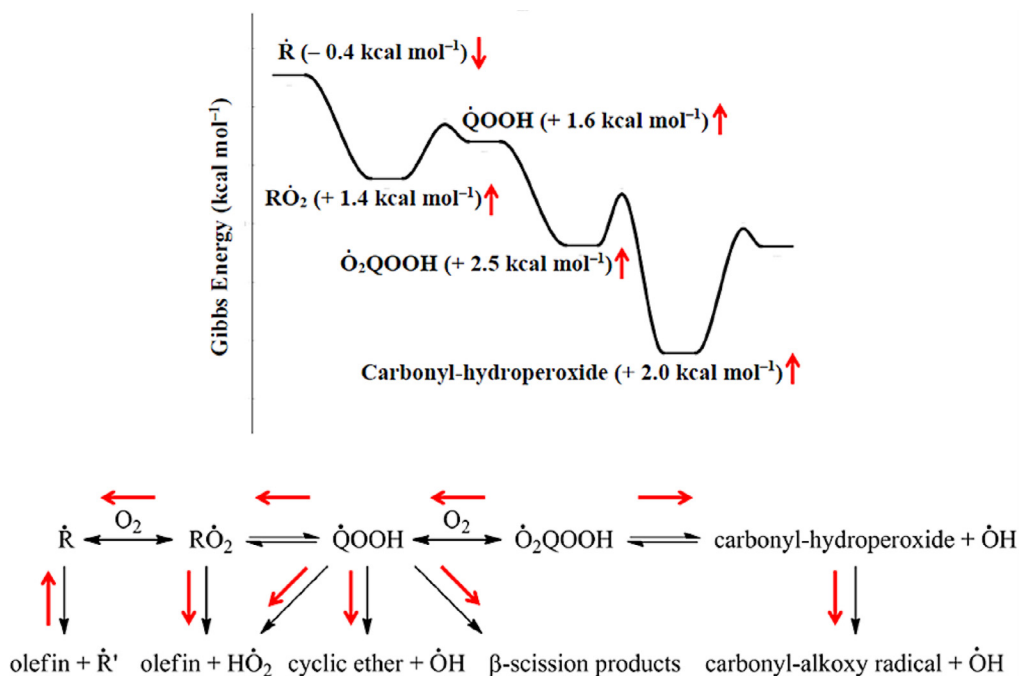 Ṙ (– 0.4 kcal mol⁻¹)
Q̇OOH (+ 1.6 kcal mol⁻¹)
RȮ₂ (+ 1.4 kcal mol⁻¹)
Ȯ₂QOOH (+ 2.5 kcal mol⁻¹)
Carbonyl-hydroperoxide (+ 2.0 kcal mol⁻¹)
Gibbs Energy (kcal mol⁻¹)
O₂ O₂
Ṙ RȮ₂ Q̇OOH Ȯ₂QOOH carbonyl-hydroperoxide + ȮH
olefin + Ṙ' olefin + HȮ₂ cyclic ether + ȮH β-scission products carbonyl-alkoxy radical + ȮH